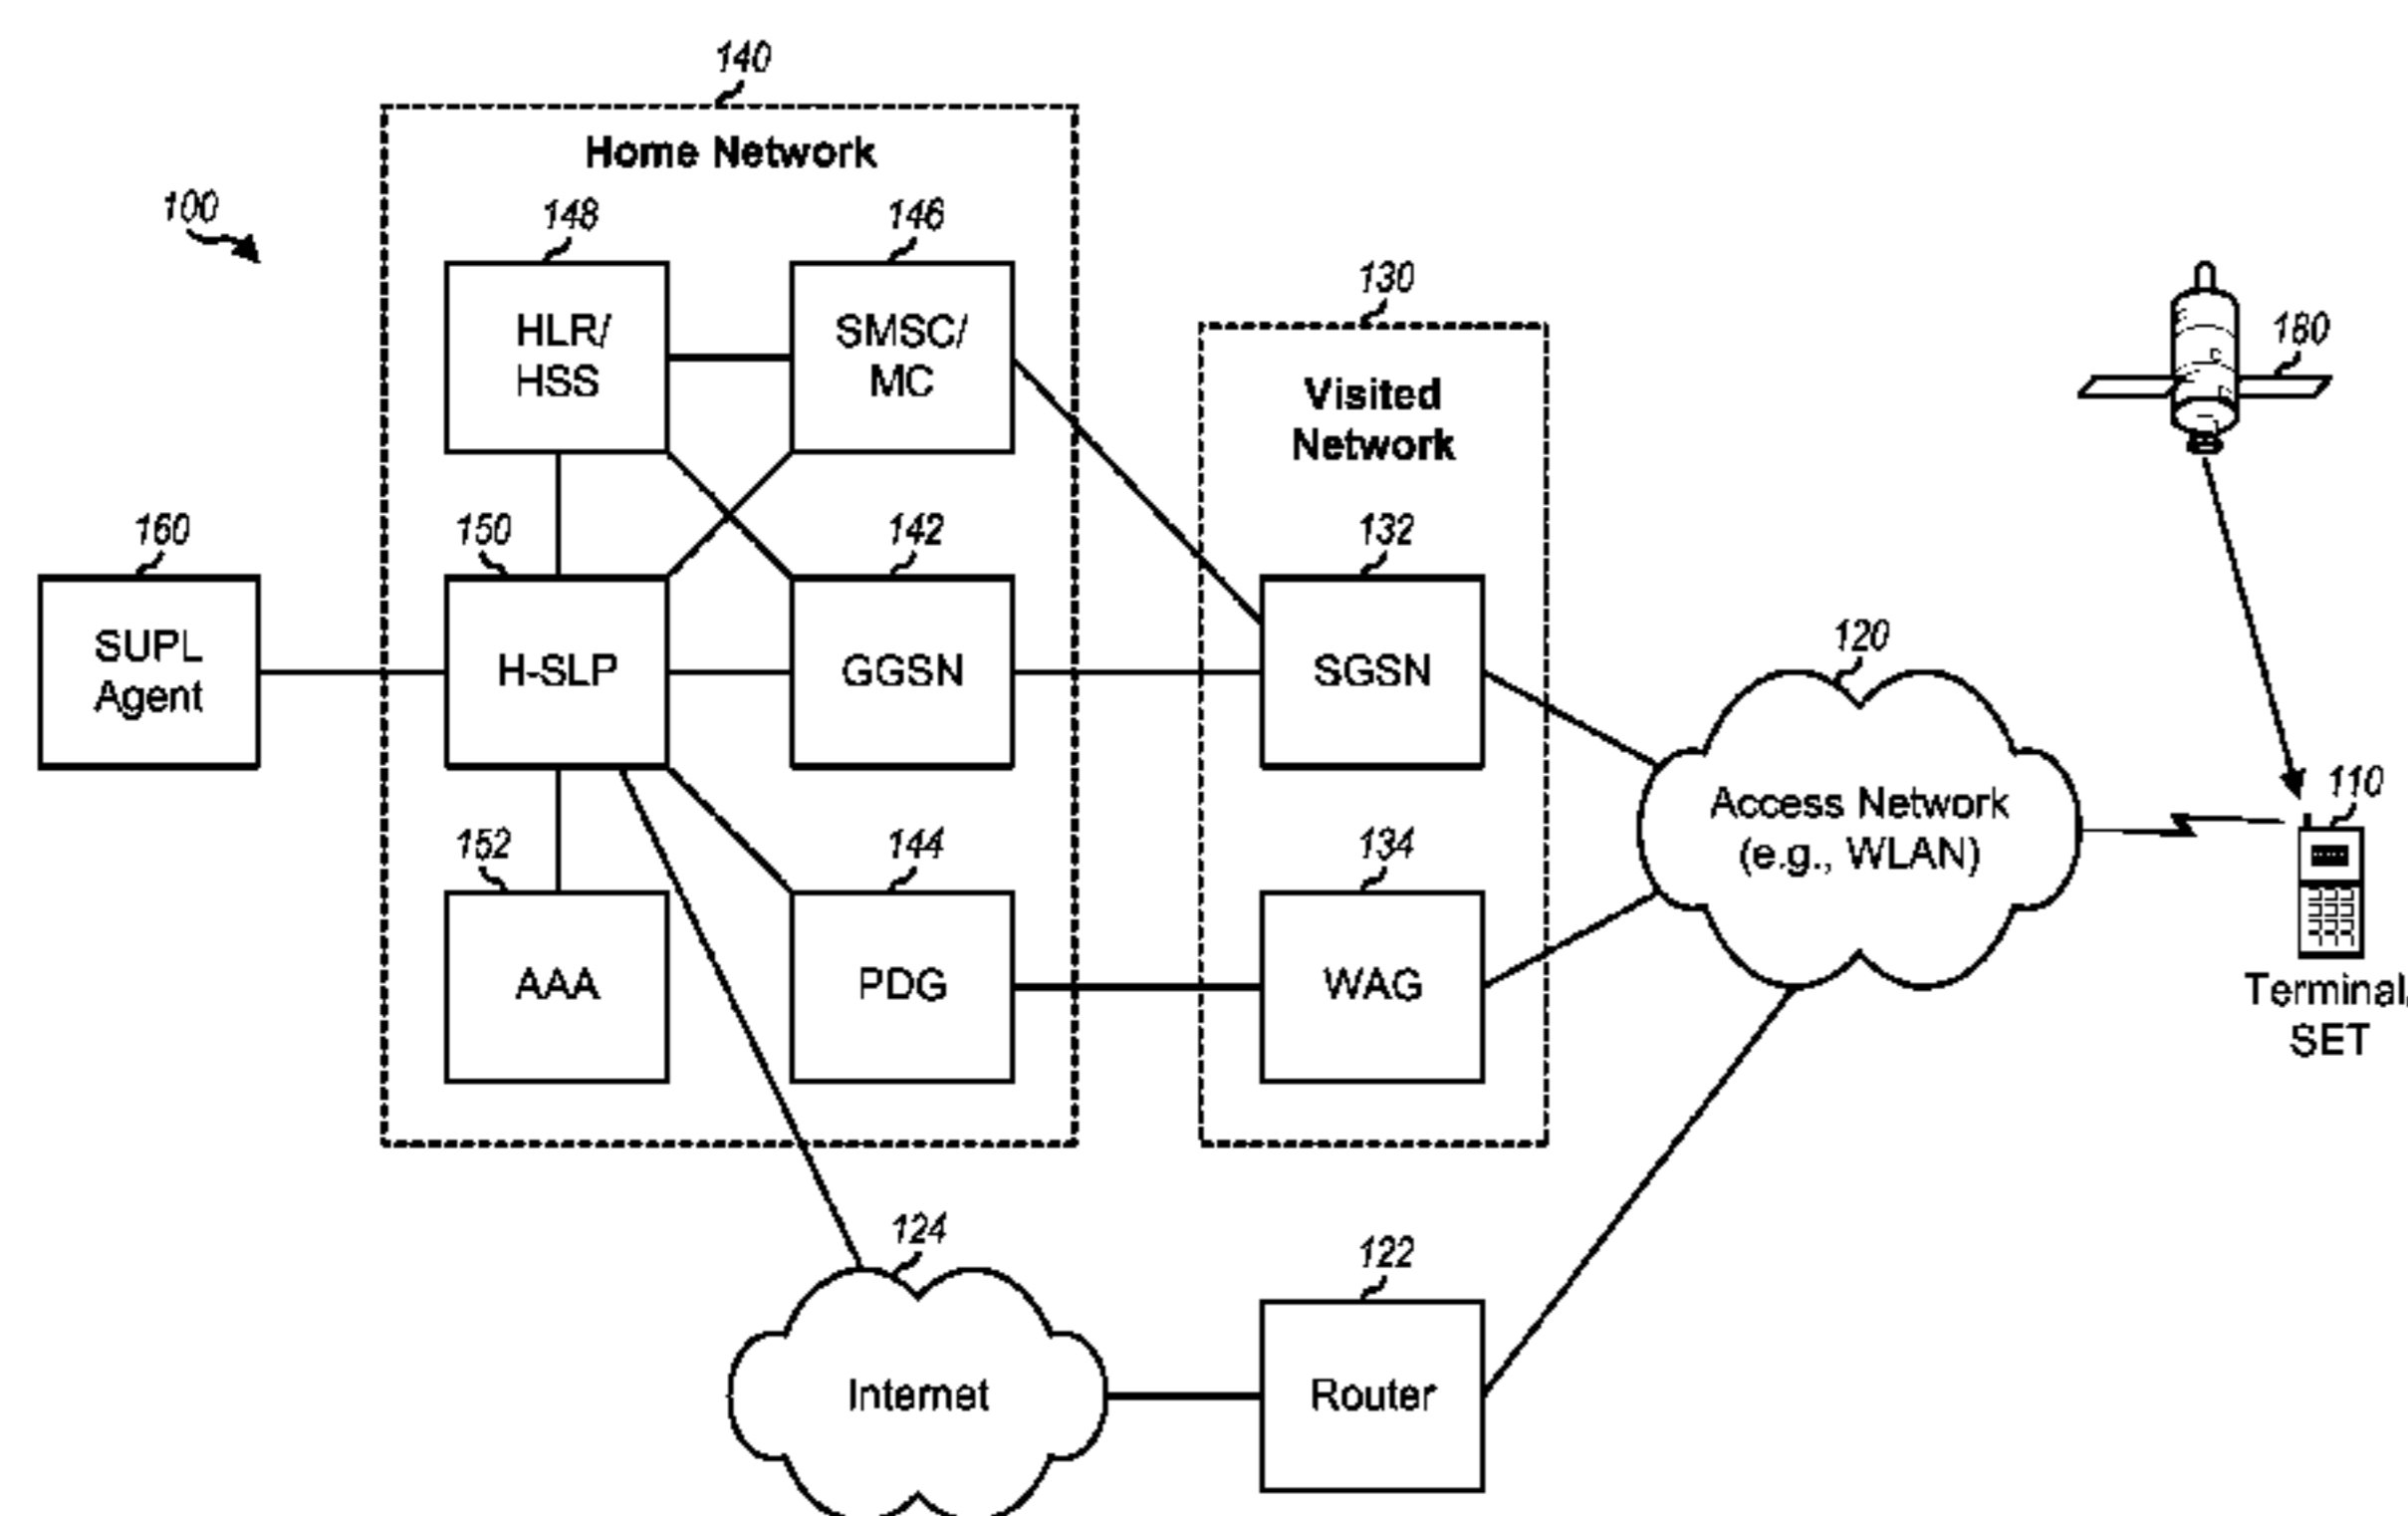 140
Home Network
100
148
146
HLR/
HSS
SMSC/
MC
130
Visited
Network
180
160
150
142
132
SUPL
Agent
H-SLP
GGSN
SGSN
120
Access Network
(e.g., WLAN)
110
Terminal/
SET
152
144
134
AAA
PDG
WAG
124
122
Internet
Router